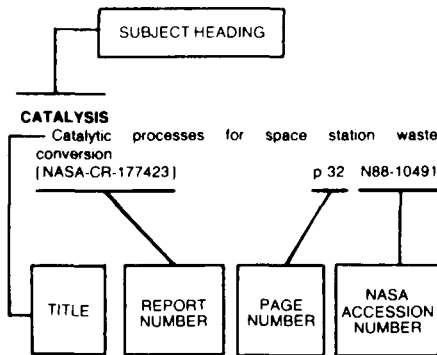 SUBJECT HEADING
CATALYSIS
Catalytic processes for space station waste
conversion
[NASA-CR-177423] p 32 N88-10491
TITLE
REPORT
NUMBER
PAGE
NUMBER
NASA
ACCESSION
NUMBER